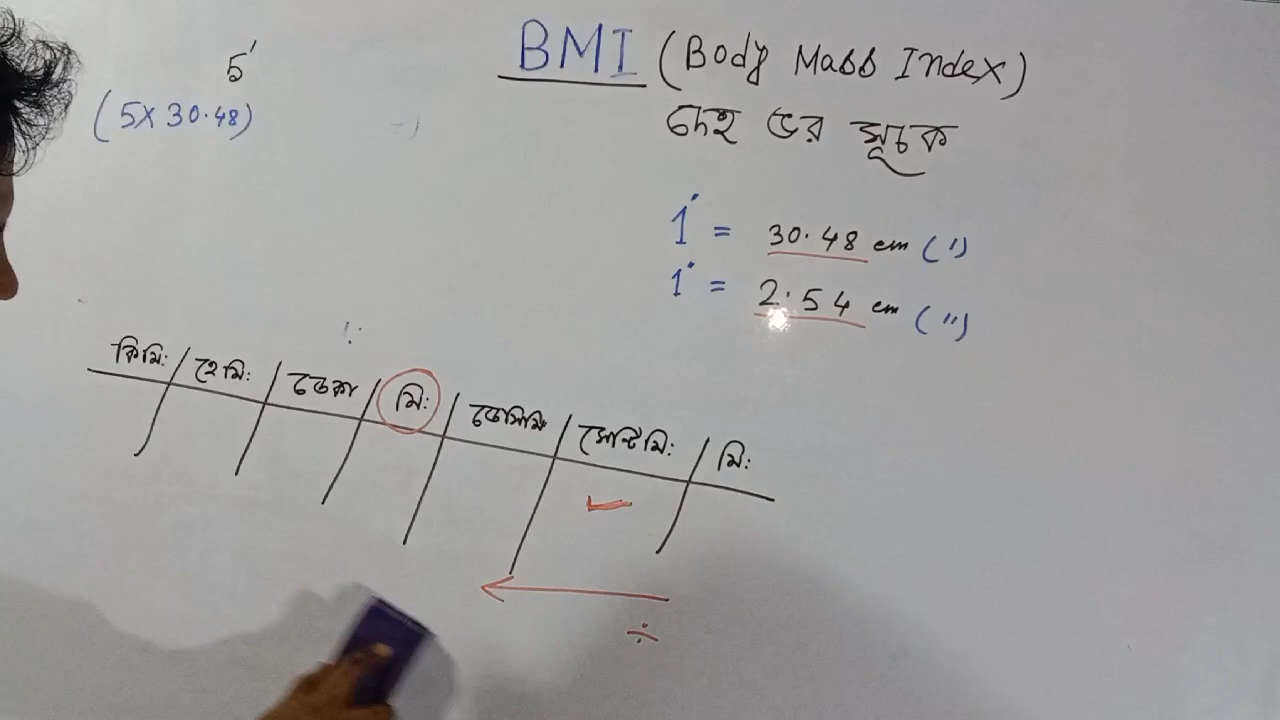 BMI (Body Mass Index)
দেহ ভর সূচক
5'
(5X 30.48)
1' = 30.48 cm (')
1" = 2.54 cm (")
কিমি: / হেমি: / ডেকা / মি: / ডেসিমি: / সেন্টিমি: / মি:
÷